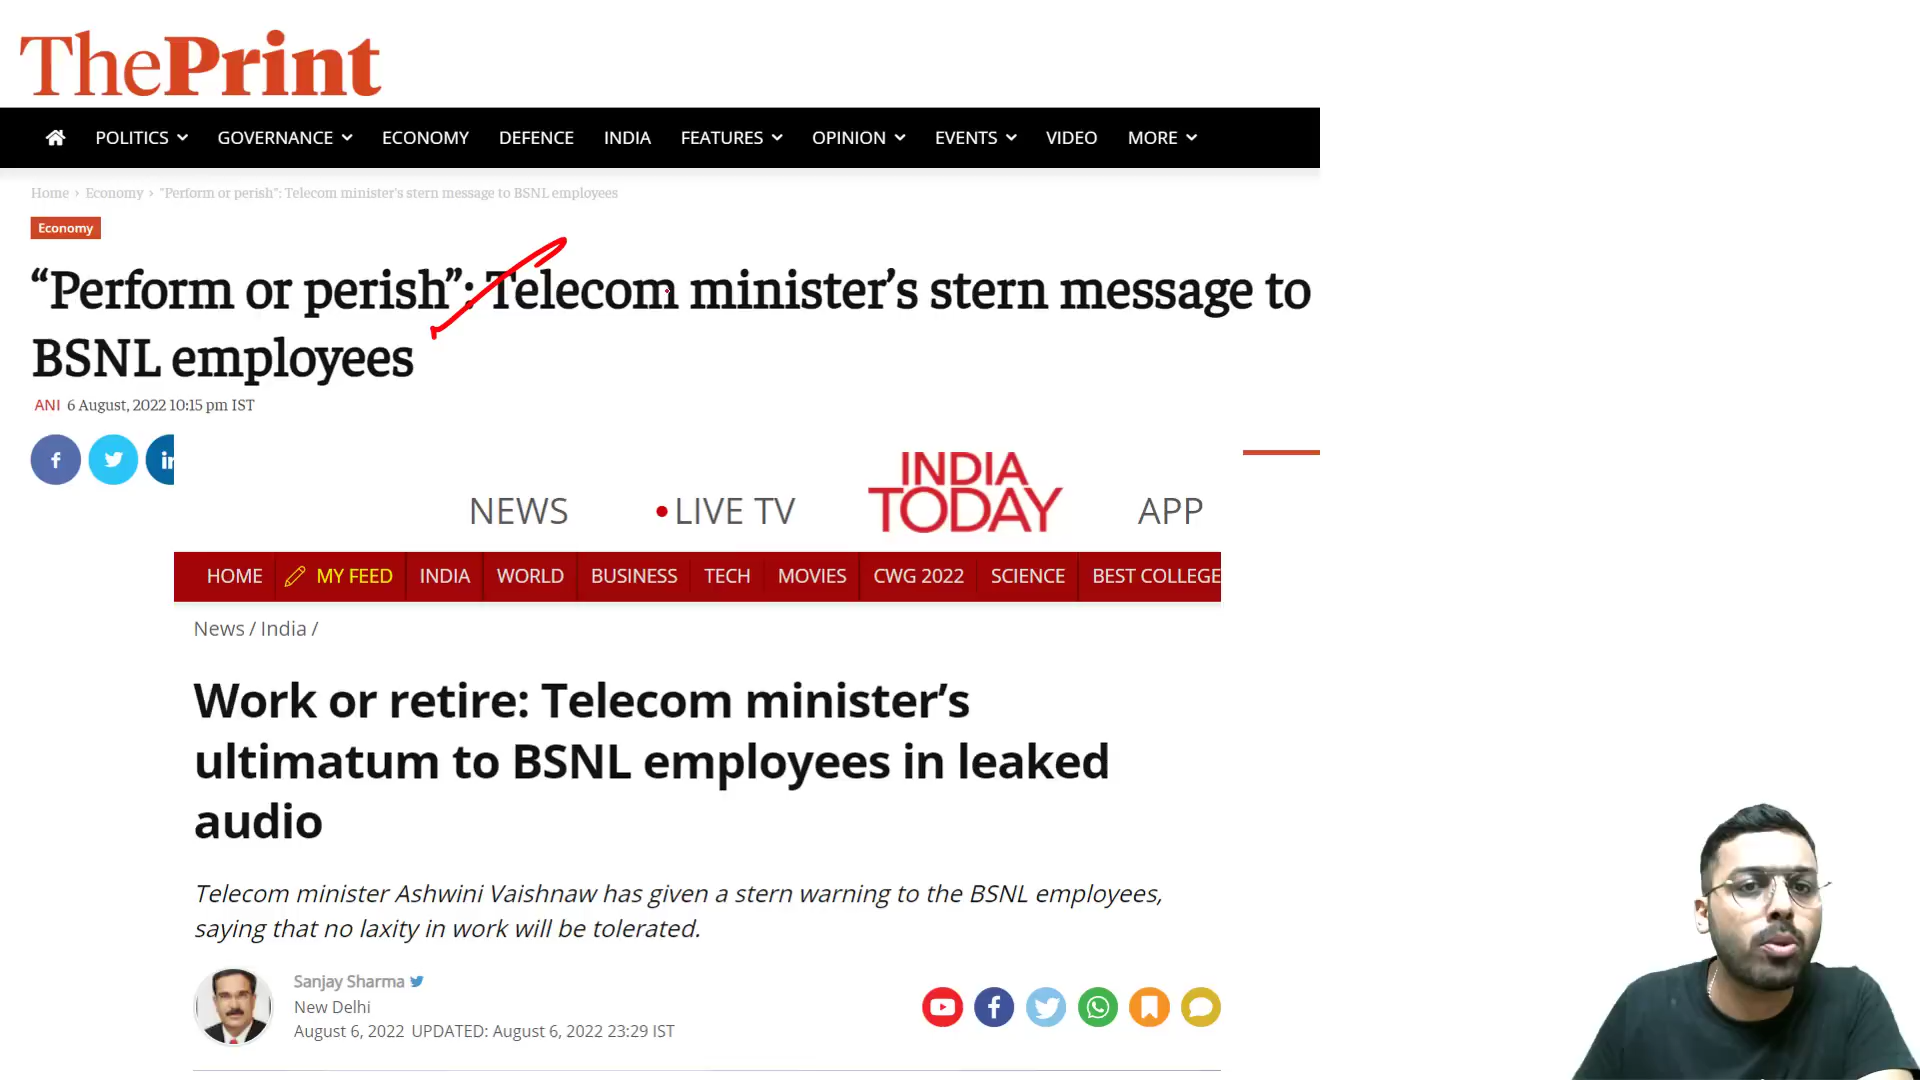 ThePrint
POLITICS GOVERNANCE ECONOMY DEFENCE INDIA FEATURES OPINION EVENTS VIDEO MORE
Home › Economy › "Perform or perish": Telecom minister's stern message to BSNL employees
Economy
“Perform or perish”: Telecom minister’s stern message to
BSNL employees
ANI 6 August, 2022 10:15 pm IST
f in
NEWS LIVE TV INDIA TODAY APP
HOME MY FEED INDIA WORLD BUSINESS TECH MOVIES CWG 2022 SCIENCE BEST COLLEGE
News / India /
Work or retire: Telecom minister’s
ultimatum to BSNL employees in leaked
audio
Telecom minister Ashwini Vaishnaw has given a stern warning to the BSNL employees,
saying that no laxity in work will be tolerated.
Sanjay Sharma
New Delhi
August 6, 2022 UPDATED: August 6, 2022 23:29 IST
f